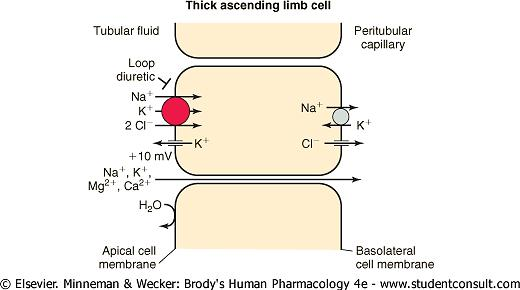 Thick ascending limb cell
Tubular fluid
Peritubular
capillary
Loop
diuretic
Na⁺
K⁺
2 Cl⁻
K⁺
+10 mV
Na⁺
K⁺
Cl⁻
Na⁺, K⁺,
Mg²⁺, Ca²⁺
H₂O
Apical cell
membrane
Basolateral
cell membrane
© Elsevier. Minneman & Wecker: Brody's Human Pharmacology 4e - www.studentconsult.com